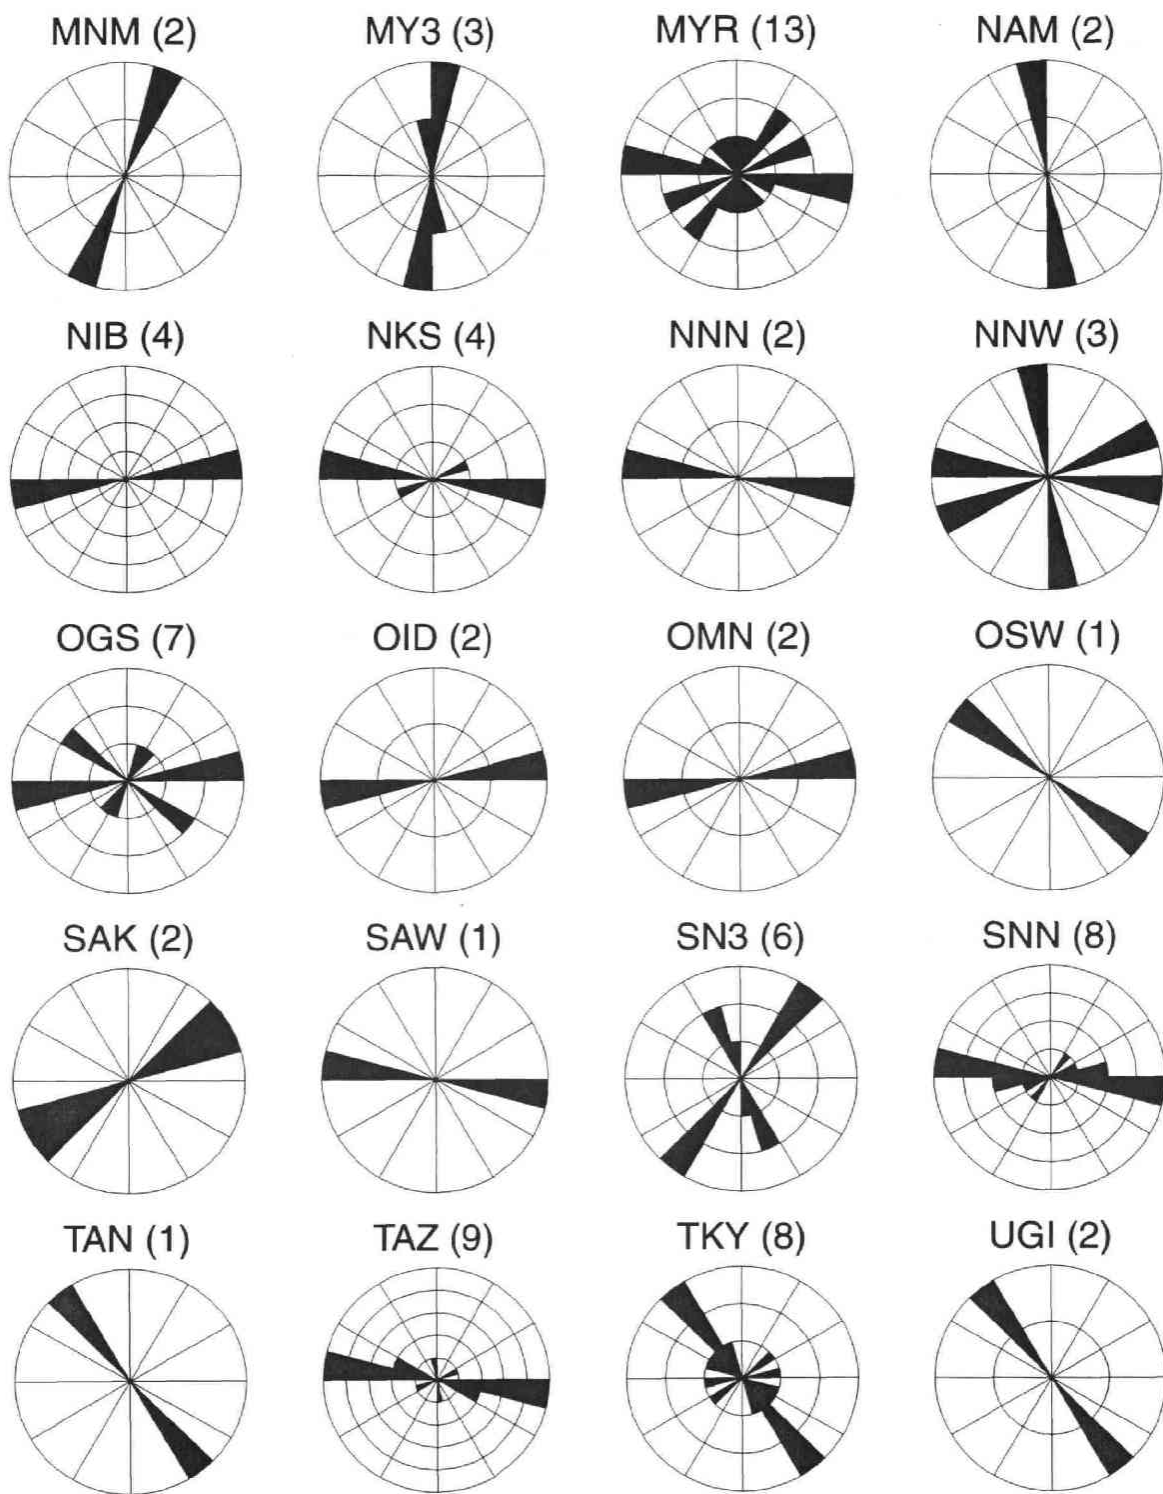 MNM (2) MY3 (3) MYR (13) NAM (2)
NIB (4) NKS (4) NNN (2) NNW (3)
OGS (7) OID (2) OMN (2) OSW (1)
SAK (2) SAW (1) SN3 (6) SNN (8)
TAN (1) TAZ (9) TKY (8) UGI (2)